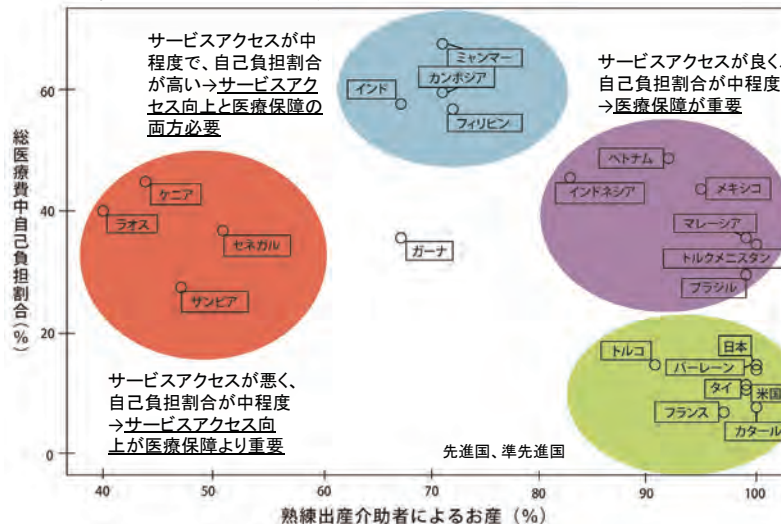 サービスアクセスが中
程度で、自己負担割合
が高い→サービスアク
セス向上と医療保障の
両方必要
サービスアクセスが良く、
自己負担割合が中程度
→医療保障が重要
ミャンマー
カンボシア
インド
フィリピン
ベトナム
インドネシア
メキシコ
マレーシア
トルクメニスタン
ブラジル
ケニア
ラオス
セネガル
サンビア
ガーナ
トルコ
日本
バーレーン
タイ
米国
フランス
カタール
サービスアクセスが悪く、
自己負担割合が中程度
→サービスアクセス向
上が医療保障より重要
先進国、準先進国
総医療費中自己負担割合(%)
60
40
20
0
40
50
60
70
80
90
100
熟練出産介助者によるお産(%)